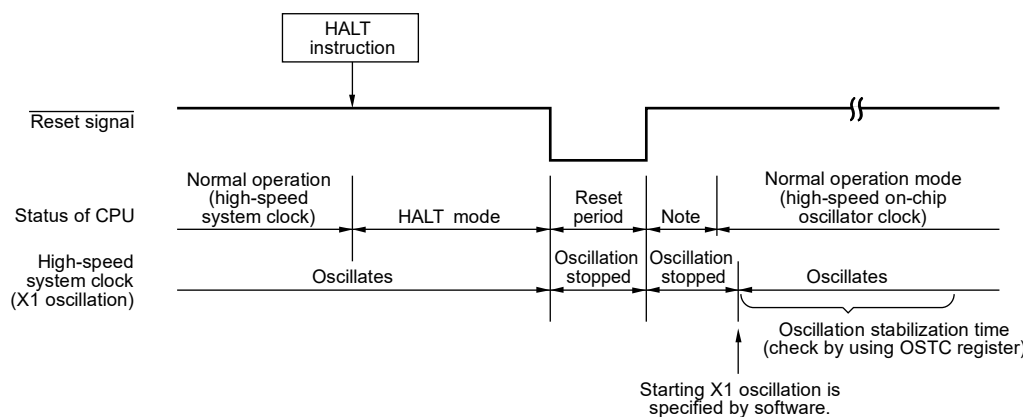 HALT
instruction
Reset signal
Normal operation
(high-speed
system clock)
HALT mode
Reset
period
Note
Normal operation mode
(high-speed on-chip
oscillator clock)
Status of CPU
High-speed
system clock
(X1 oscillation)
Oscillates
Oscillation
stopped
Oscillation
stopped
Oscillates
Oscillation stabilization time
(check by using OSTC register)
Starting X1 oscillation is
specified by software.